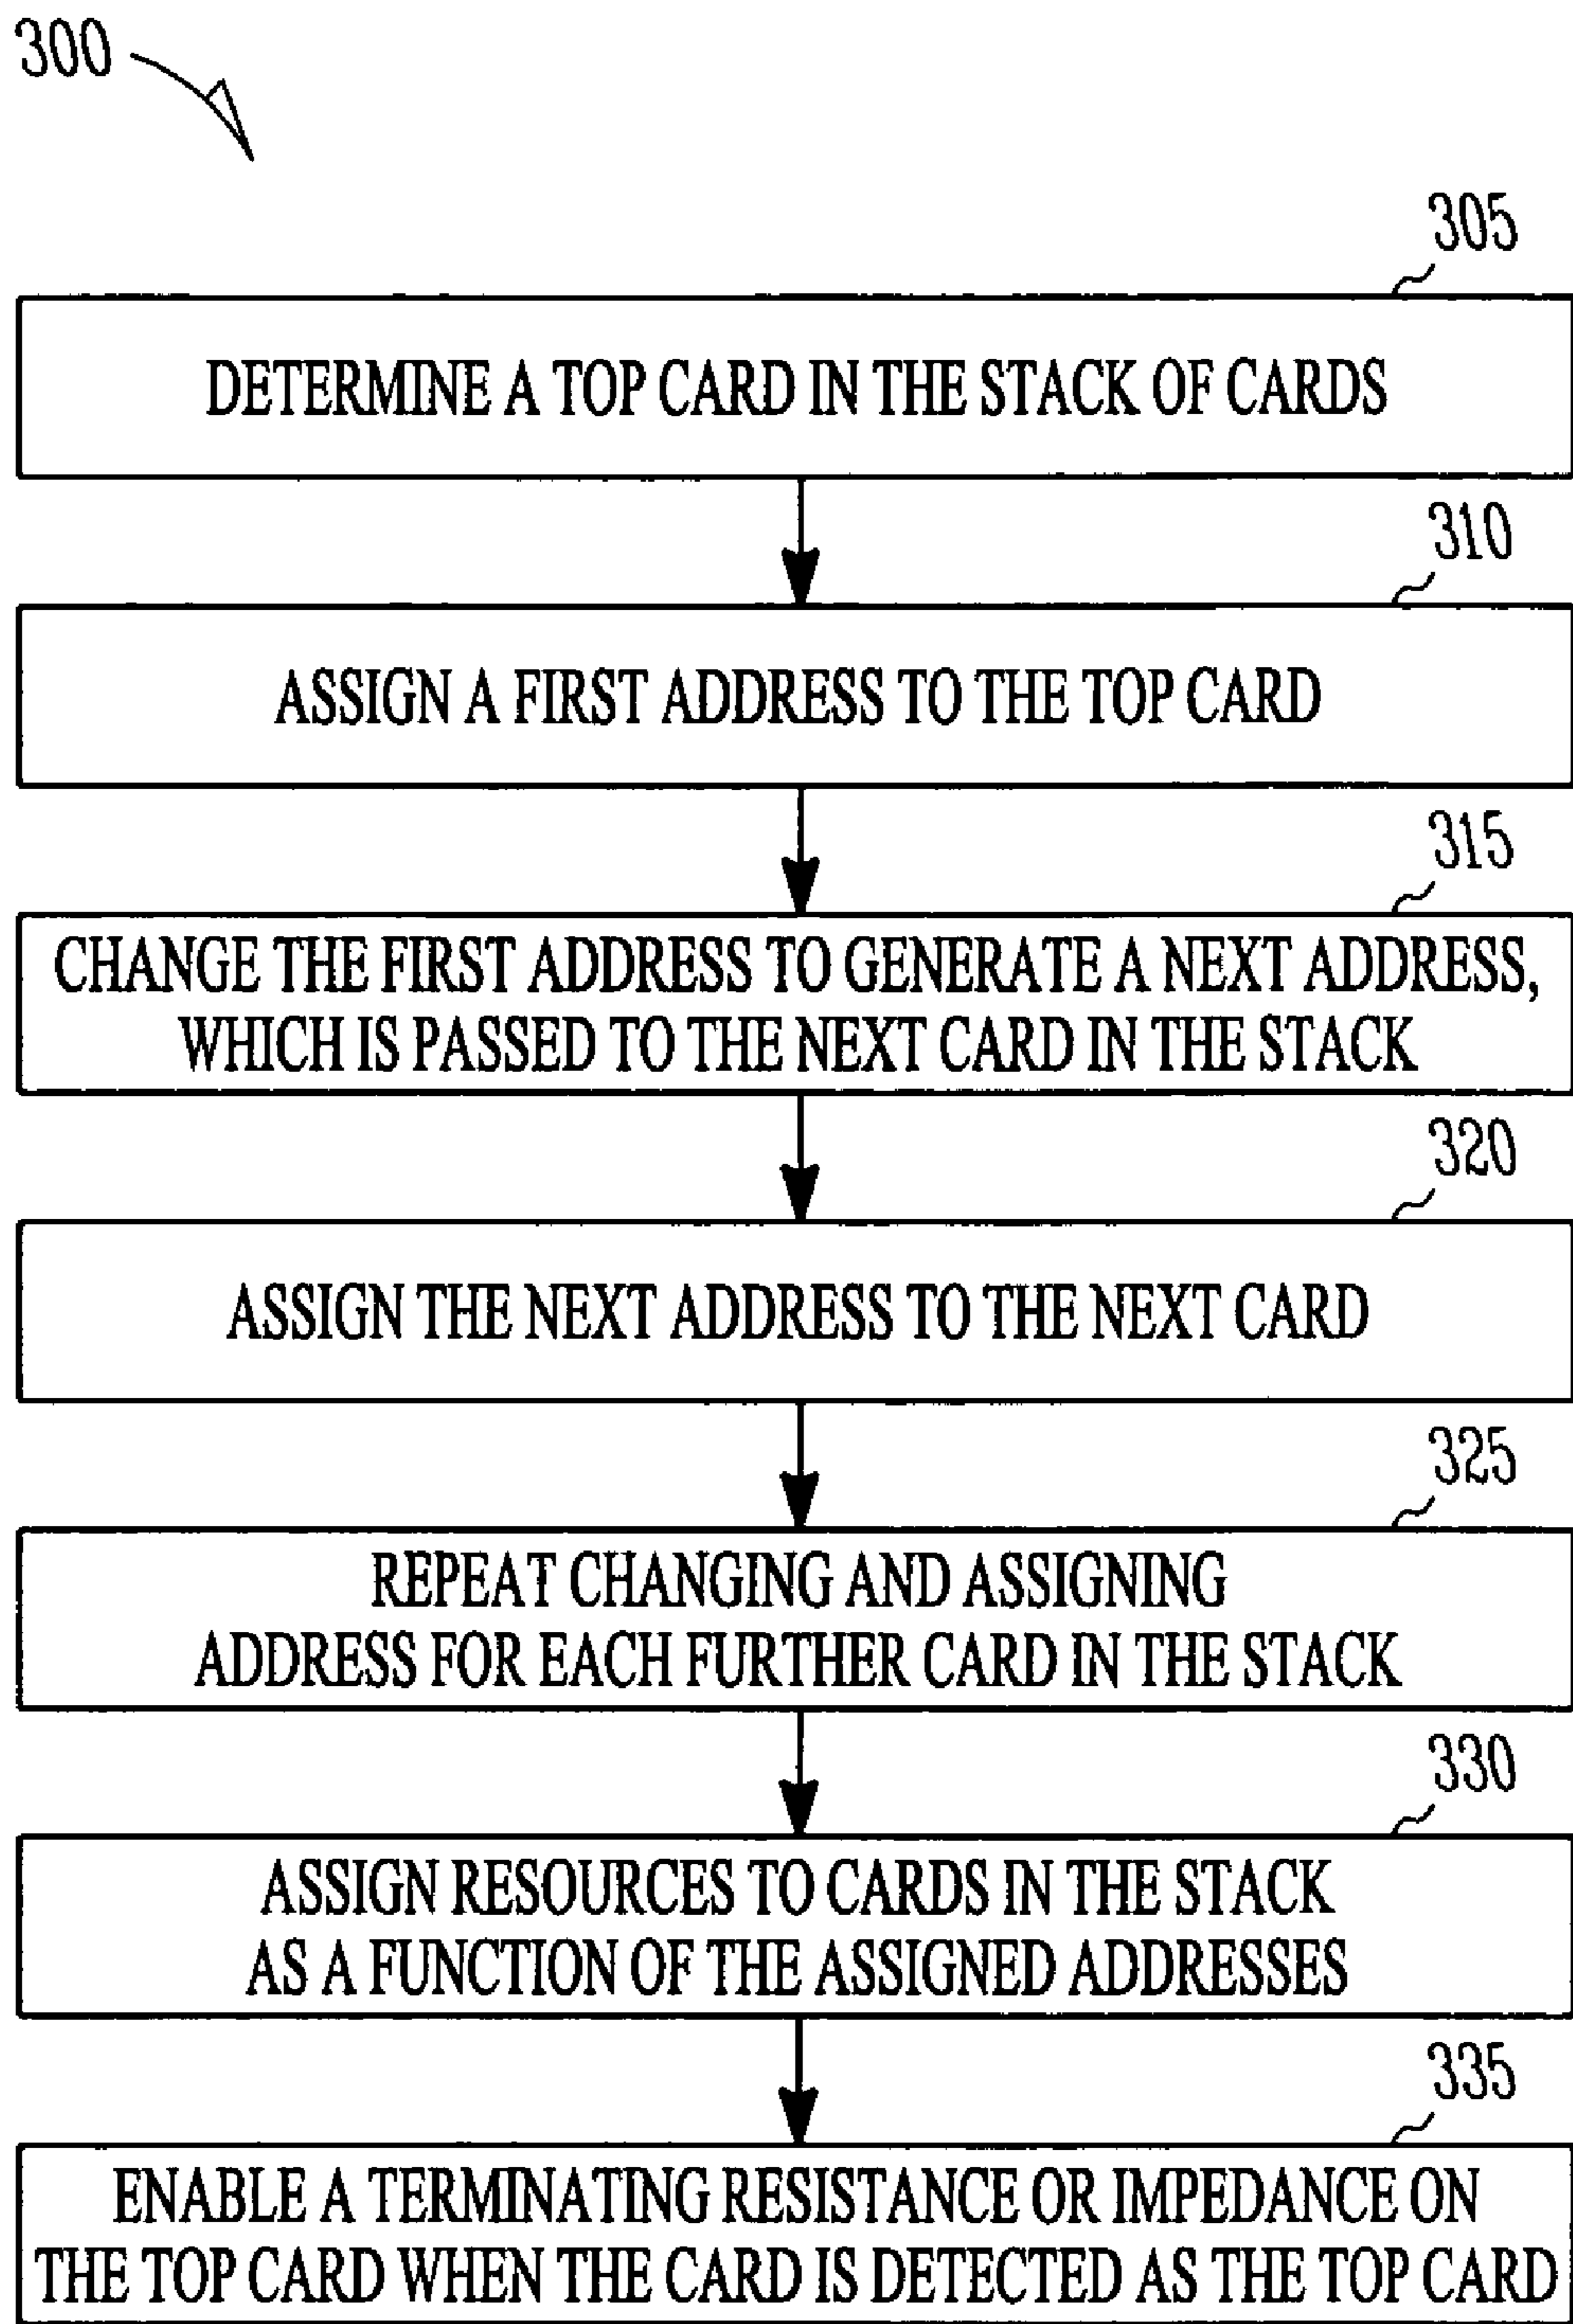 300
305
DETERMINE A TOP CARD IN THE STACK OF CARDS
310
ASSIGN A FIRST ADDRESS TO THE TOP CARD
315
CHANGE THE FIRST ADDRESS TO GENERATE A NEXT ADDRESS,
WHICH IS PASSED TO THE NEXT CARD IN THE STACK
320
ASSIGN THE NEXT ADDRESS TO THE NEXT CARD
325
REPEAT CHANGING AND ASSIGNING
ADDRESS FOR EACH FURTHER CARD IN THE STACK
330
ASSIGN RESOURCES TO CARDS IN THE STACK
AS A FUNCTION OF THE ASSIGNED ADDRESSES
335
ENABLE A TERMINATING RESISTANCE OR IMPEDANCE ON
THE TOP CARD WHEN THE CARD IS DETECTED AS THE TOP CARD